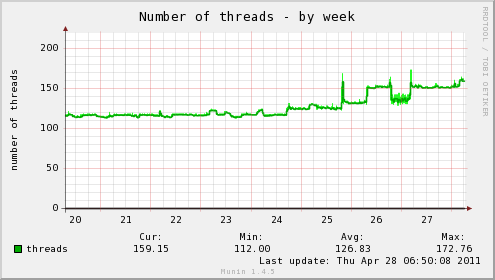 Number of threads - by week
RRDTOOL / TOBI OETIKER
number of threads
200
150
100
50
0
20 21 22 23 24 25 26 27
Cur: Min: Avg: Max:
threads 159.15 112.00 126.83 172.76
Last update: Thu Apr 28 06:50:08 2011
Munin 1.4.5